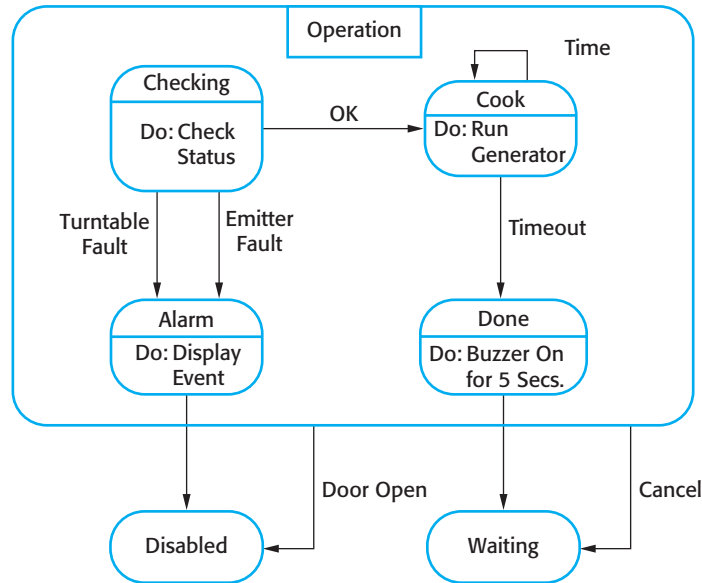 Operation
Time
Checking
Cook
OK
Do: Check
Status
Do: Run
Generator
Turntable
Fault
Emitter
Fault
Timeout
Alarm
Done
Do: Display
Event
Do: Buzzer On
for 5 Secs.
Door Open
Cancel
Disabled
Waiting